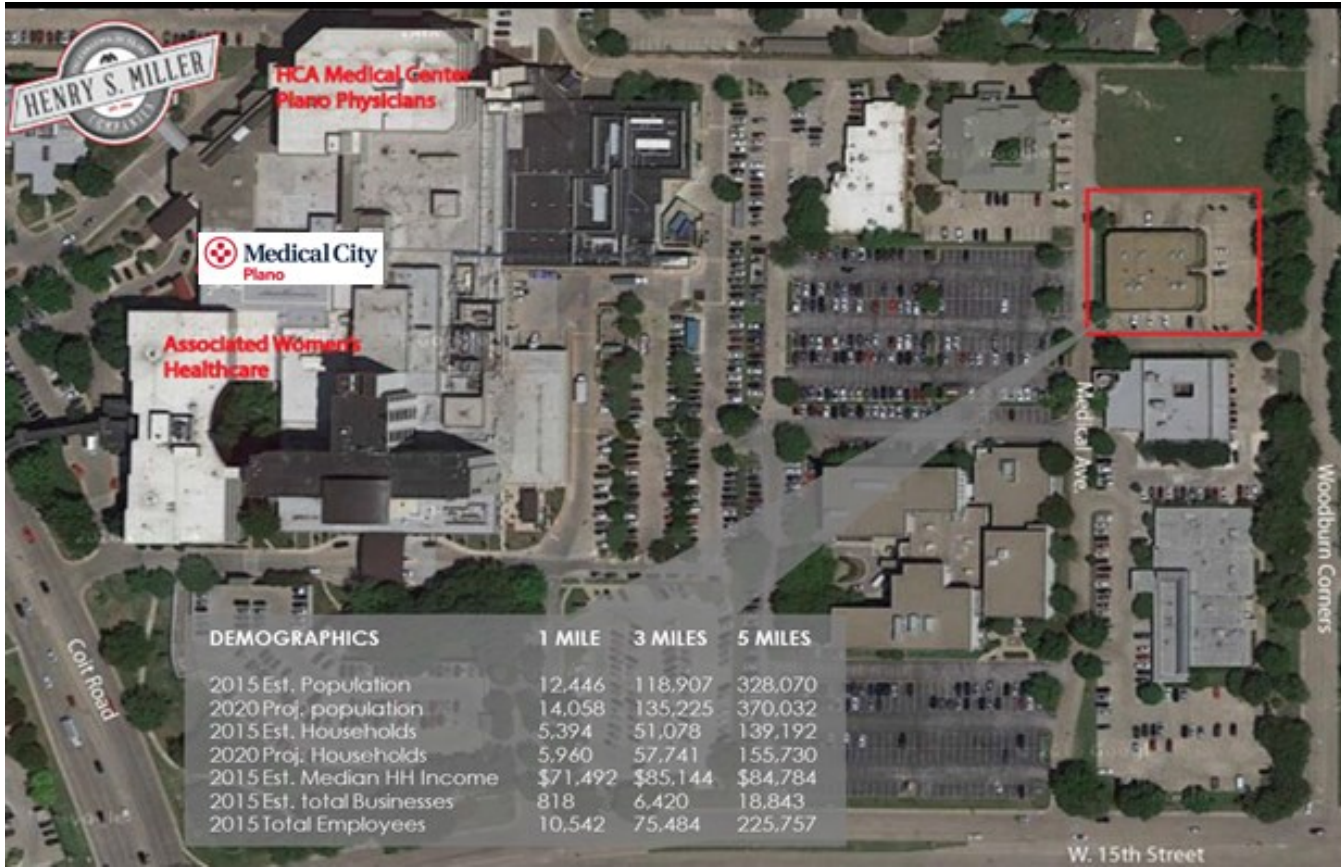 HENRY S. MILLER
COMPANIES
HCA Medical Center
Plano Physicians
Medical City
Plano
Associated Women's
Healthcare
Medical Ave
Woodburn Corners
Coit Road
DEMOGRAPHICS 1 MILE 3 MILES 5 MILES
2015 Est. Population 12,446 118,907 328,070
2020 Proj. population 14,058 135,225 370,032
2015 Est. Households 5,394 51,078 139,192
2020 Proj. Households 5,960 57,741 155,730
2015 Est. Median HH Income $71,492 $85,144 $84,784
2015 Est. total Businesses 818 6,420 18,843
2015 Total Employees 10,542 75,484 225,757
W. 15th Street